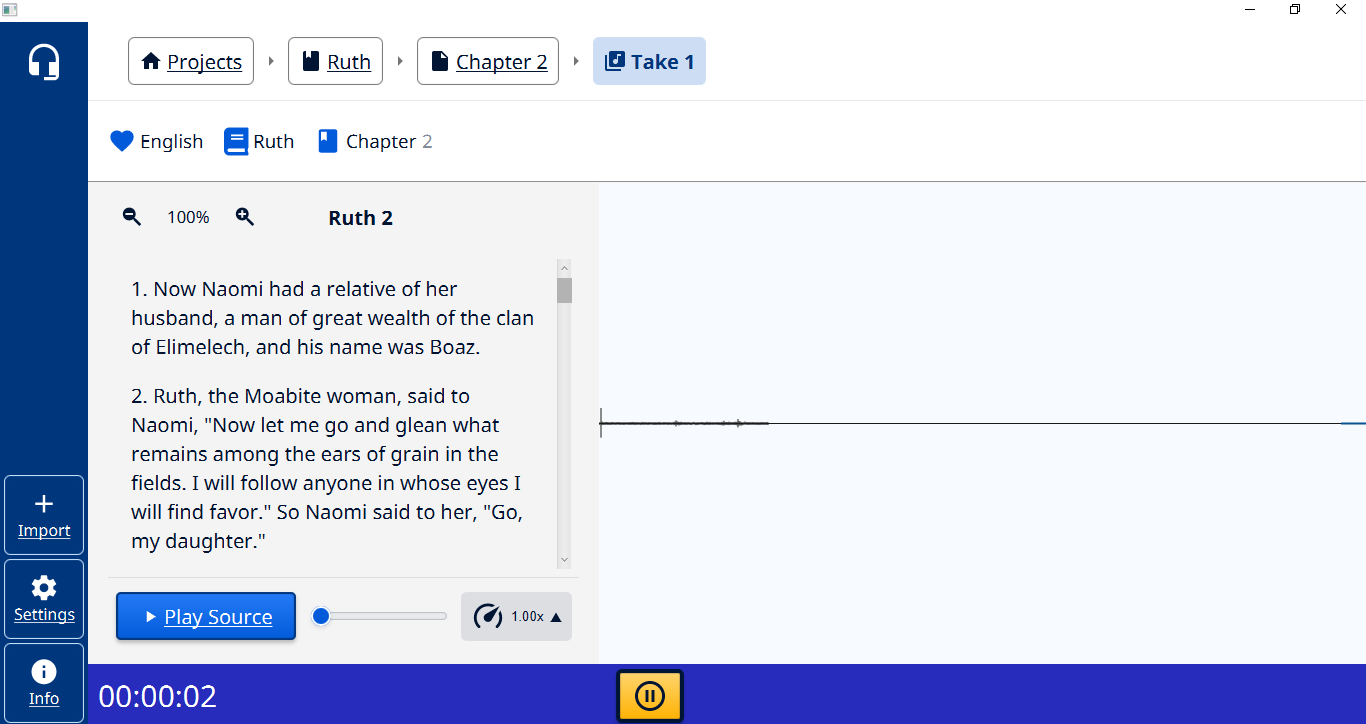 Projects
Ruth
Chapter 2
Take 1
English
Ruth
Chapter 2
100%
Ruth 2
1. Now Naomi had a relative of her
husband, a man of great wealth of the clan
of Elimelech, and his name was Boaz.
2. Ruth, the Moabite woman, said to
Naomi, "Now let me go and glean what
remains among the ears of grain in the
fields. I will follow anyone in whose eyes I
will find favor." So Naomi said to her, "Go,
my daughter."
Play Source
1.00x
Import
Settings
Info
00:00:02